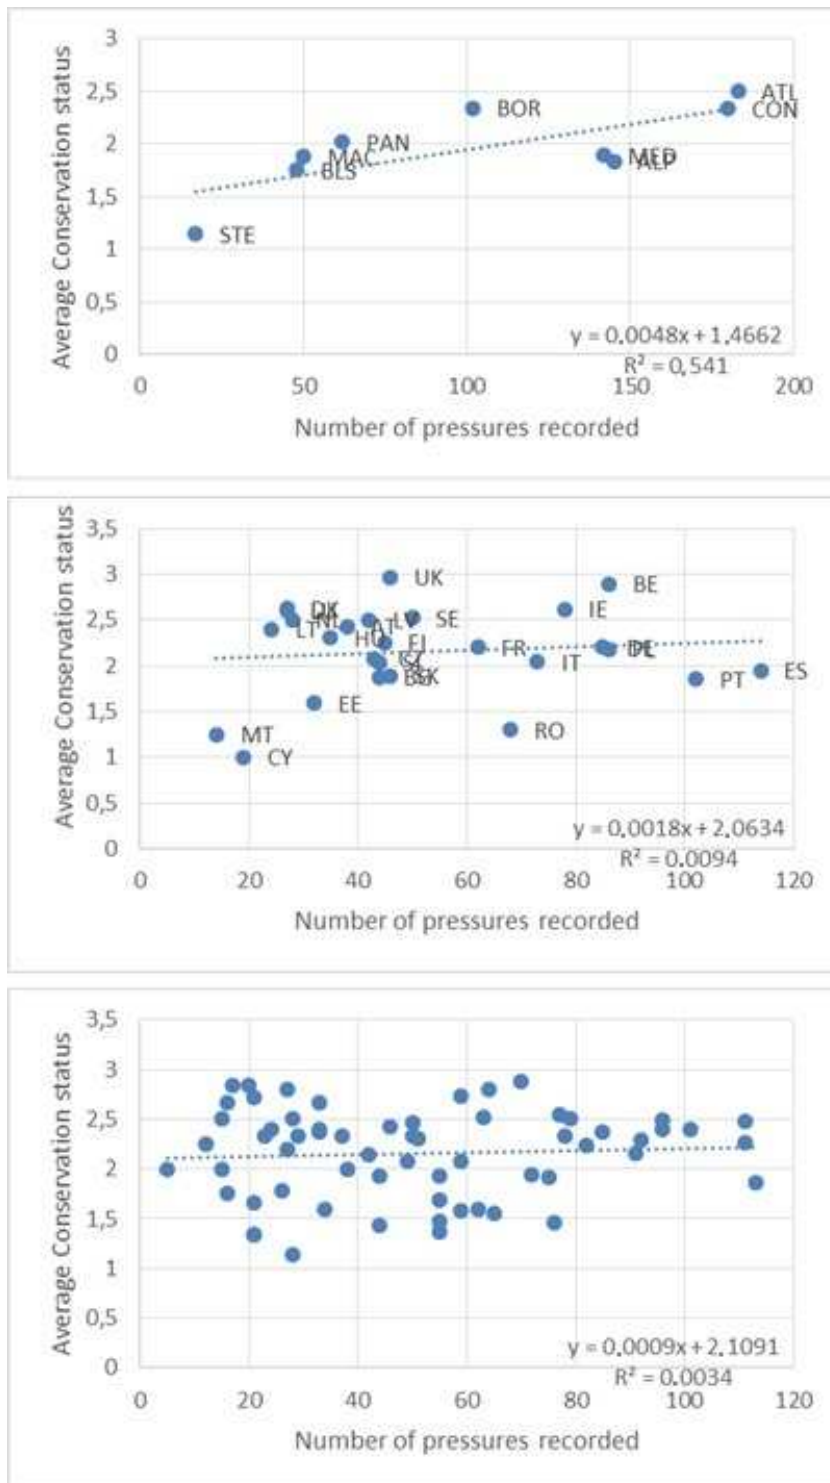 Average Conservation status
3
2,5
2
1,5
1
0,5
0
ATL
CON
BOR
PAN
MAC
BLS
MED
ALP
STE
y = 0.0048x + 1.4662
R² = 0,541
0 50 100 150 200
Number of pressures recorded
Average Conservation status
3,5
3
2,5
2
1,5
1
0,5
0
UK
BE
DK
IE
NL
LV
SE
LT
AT
HU
FI
FR
DE
PL
IT
ES
PT
BG
SK
EE
RO
MT
CY
y = 0.0018x + 2.0634
R² = 0.0094
0 20 40 60 80 100 120
Number of pressures recorded
Average Conservation status
3,5
3
2,5
2
1,5
1
0,5
0
y = 0.0009x + 2.1091
R² = 0.0034
0 20 40 60 80 100 120
Number of pressures recorded